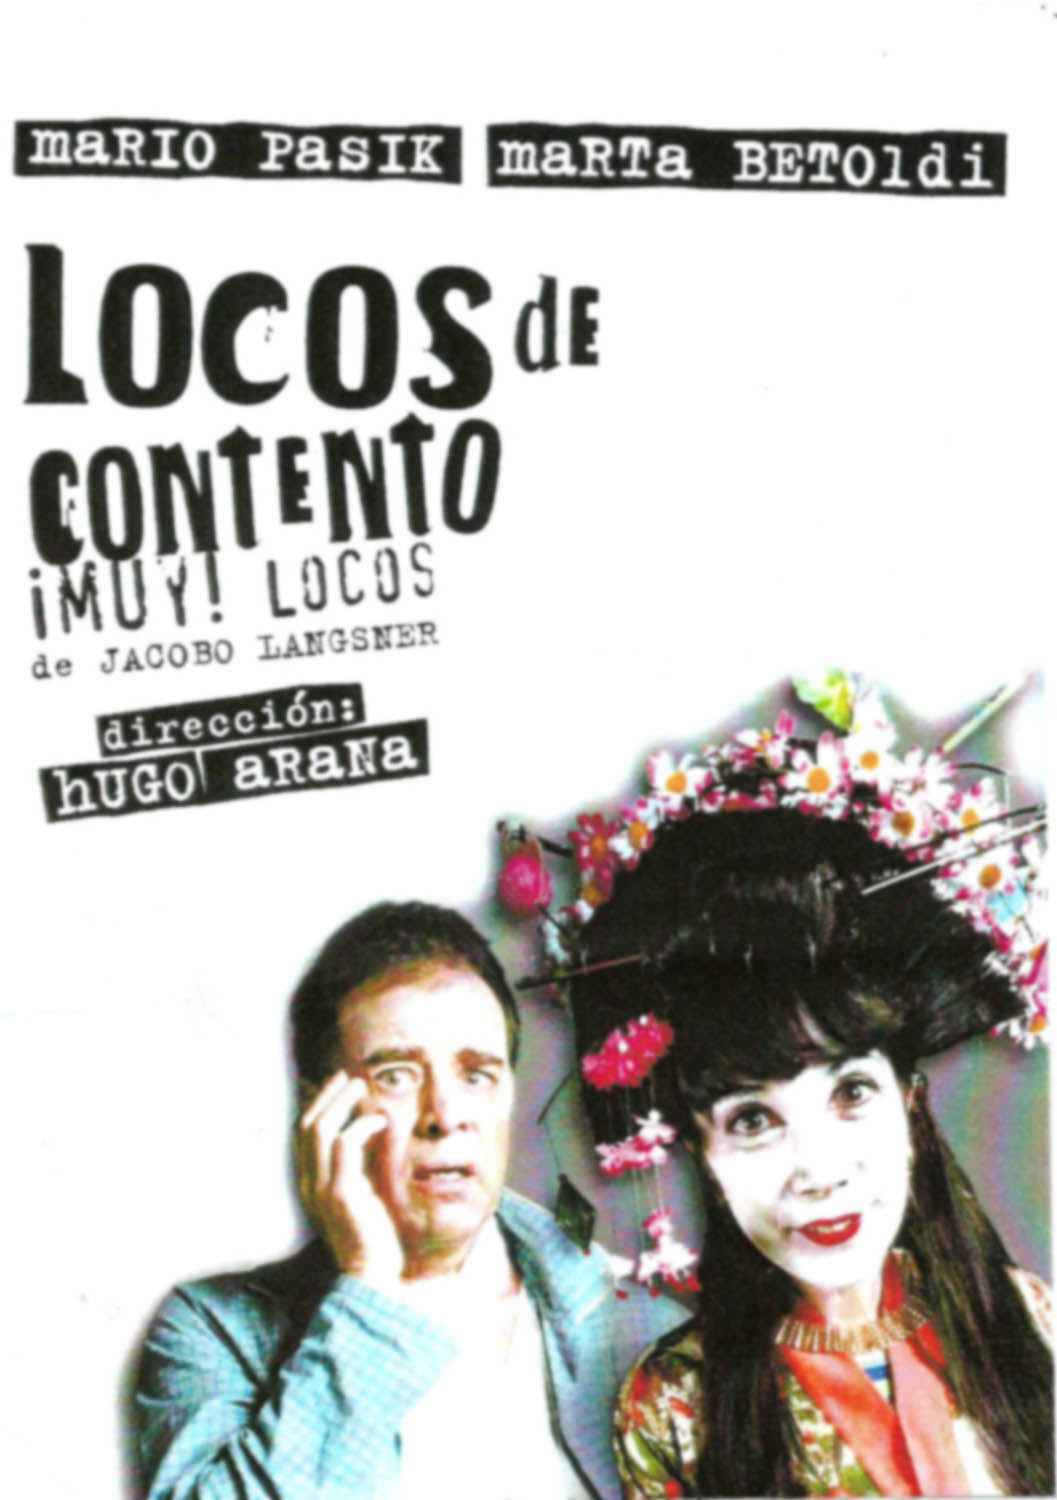 maRIO PasIK maRTa BETOldi
LOCOS de
CONTENTO
¡MUY! LOCOS
de JACOBO LANGSNER
dirección:
hUGO aRaNa